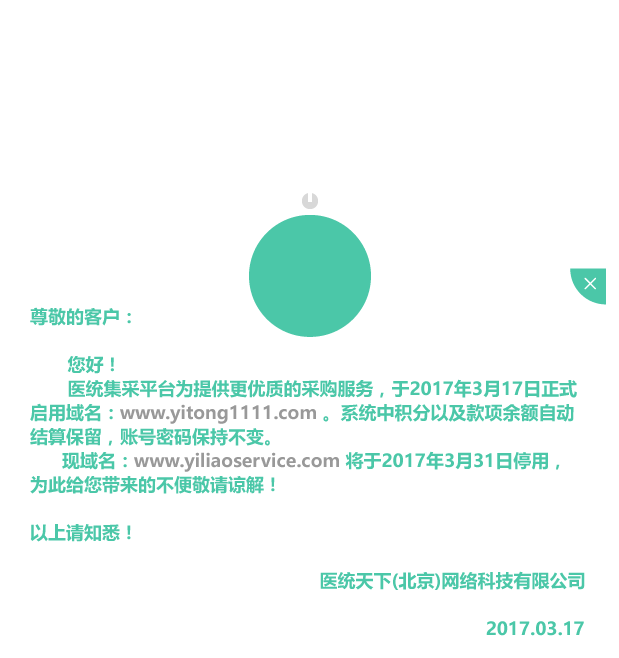 尊敬的客户：
您好！
医统集采平台为提供更优质的采购服务，于2017年3月17日正式
启用域名：www.yitong1111.com 。系统中积分以及款项余额自动
结算保留，账号密码保持不变。
现域名：www.yiliaoservice.com 将于2017年3月31日停用，
为此给您带来的不便敬请谅解！
以上请知悉！
医统天下(北京)网络科技有限公司
2017.03.17